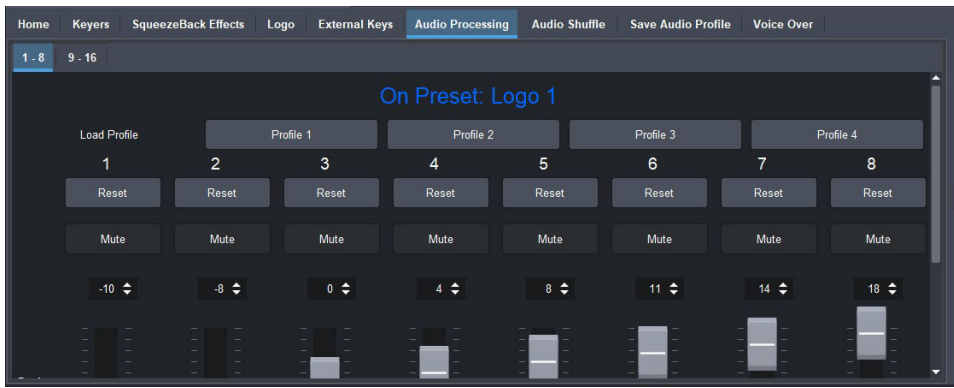 Home Keyers SqueezeBack Effects Logo External Keys Audio Processing Audio Shuffle Save Audio Profile Voice Over
1 - 8 9 - 16
On Preset: Logo 1
Load Profile Profile 1 Profile 2 Profile 3 Profile 4
1 2 3 4 5 6 7 8
Reset Reset Reset Reset Reset Reset Reset Reset
Mute Mute Mute Mute Mute Mute Mute Mute
-10 -8 0 4 8 11 14 18